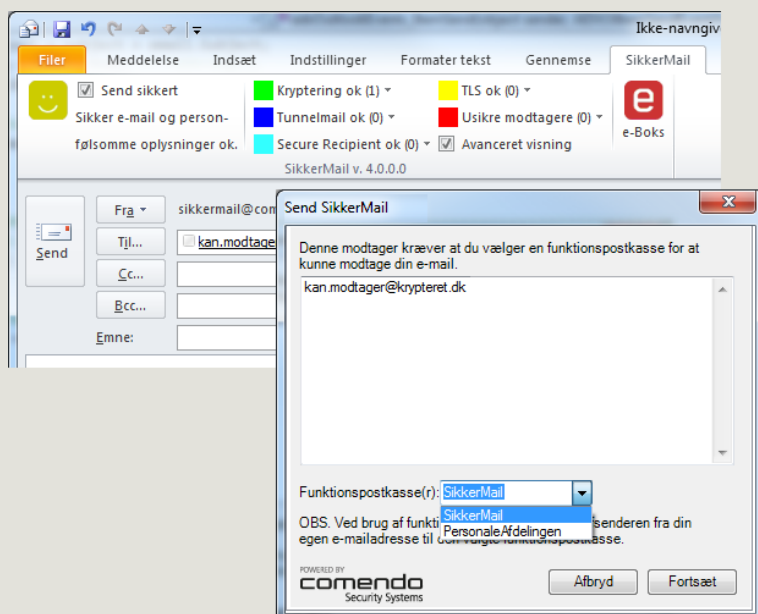 Ikke-navngiv
Filer Meddelelse Indsæt Indstillinger Formater tekst Gennemse SikkerMail
Send sikkert
Sikker e-mail og person-
følsomme oplysninger ok.
Kryptering ok (1)
Tunnelmail ok (0)
Secure Recipient ok (0)
TLS ok (0)
Usikre modtagere (0)
Avanceret visning
e-Boks
SikkerMail v. 4.0.0.0
Send
Fra sikkermail@com
Til... kan.modtage
Cc...
Bcc...
Emne:
Send SikkerMail
Denne modtager kræver at du vælger en funktionspostkasse for at
kunne modtage din e-mail.
kan.modtager@krypteret.dk
Funktionspostkasse(r): SikkerMail
SikkerMail
PersonaleAfdelingen
OBS. Ved brug af funkti senderen fra din
egen e-mailadresse til den valgte funktionspostkasse.
POWERED BY
comendo
Security Systems
Afbryd Fortsæt